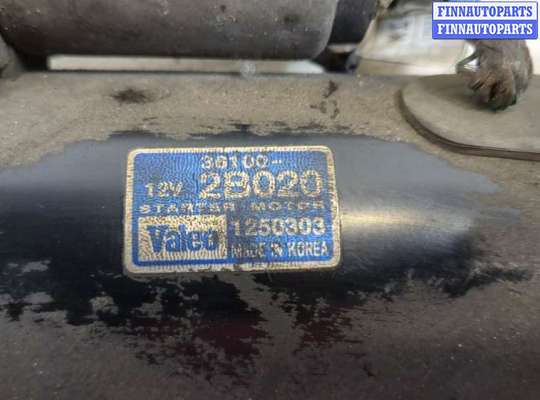 FINNAUTOPARTS
FINNAUTOPARTS
36100-
12V 2B020
STARTER MOTOR
Valeo 1250303
MADE IN KOREA